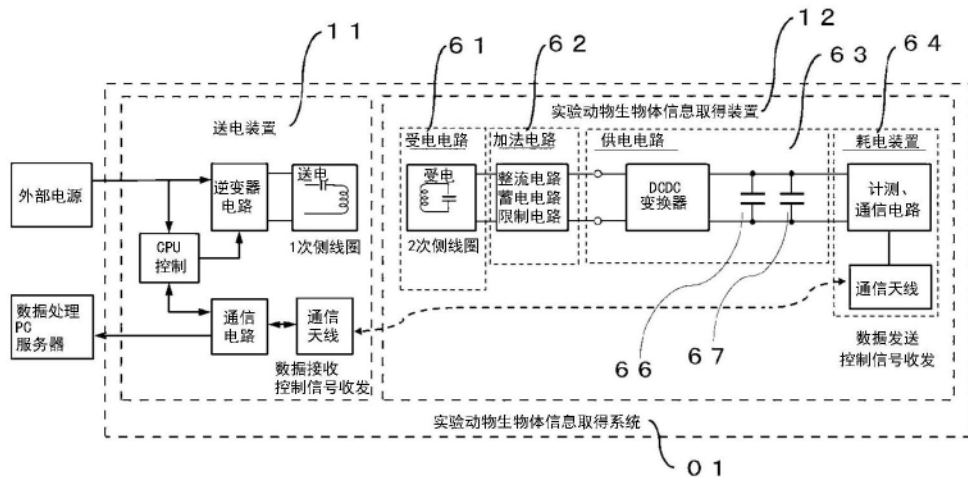 11
61
62
12
63
64
实验动物生物体信息取得装置
送电装置
受电电路
加法电路
供电电路
耗电装置
外部电源
逆变器
电路
送电
1次侧线圈
受电
2次侧线圈
整流电路
蓄电电路
限制电路
DCDC
变换器
计测、
通信电路
CPU
控制
通信天线
数据处理
PC
服务器
通信
电路
通信
天线
数据接收
控制信号收发
66
67
数据发送
控制信号收发
实验动物生物体信息取得系统
01